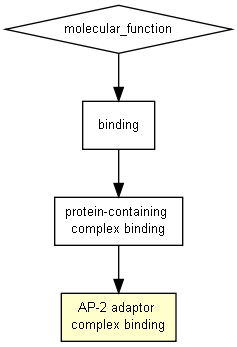 molecular_function
binding
protein-containing
complex binding
AP-2 adaptor
complex binding